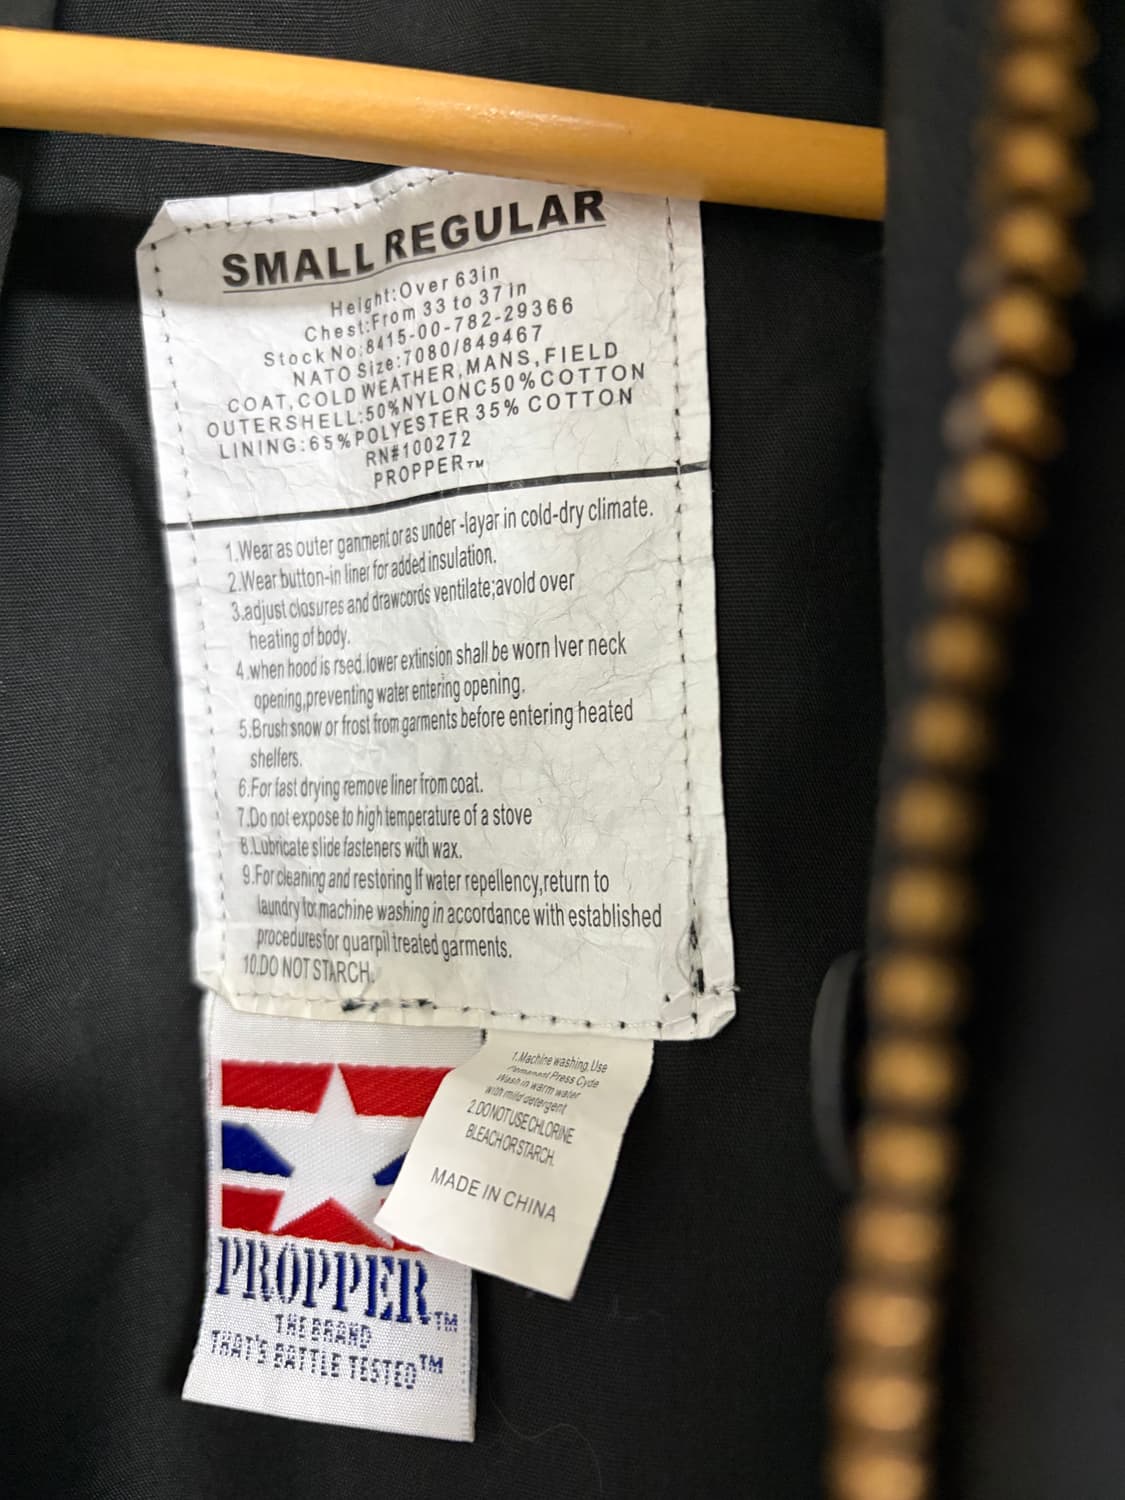 SMALL REGULAR
Height:Over 63in
Chest:From 33 to 37in
Stock No:8415-00-782-29366
NATO Size:7080/849467
COAT,COLD WEATHER,MANS,FIELD
OUTERSHELL:50%NYLONC50%COTTON
LINING:65%POLYESTER 35% COTTON
RN#100272
PROPPER™
1.Wear as outer ganment or as under-layar in cold-dry climate.
2.Wear button-in liner for added insulation.
3.adjust closures and drawcords ventilate;avold over
heating of body.
4.when hood is rsed.lower extinsion shall be worn lver neck
opening,preventing water entering opening.
5.Brush snow or frost from garments before entering heated
shelfers.
6.For fast drying remove liner from coat.
7.Do not expose to high temperature of a stove
8.Lubricate slide fasteners with wax.
9.For cleaning and restoring lf water repellency,return to
laundry for machine washing in accordance with established
proceduresfor quarpil treated garments.
10.DO NOT STARCH.
1.Machine washing.Use
Permanent Press Cyde
Wash in warm water
with mild detergent
2.DO NOT USE CHLORINE
BLEACH OR STARCH.
MADE IN CHINA
PROPPER™
THE BRAND
THAT'S BATTLE TESTED™